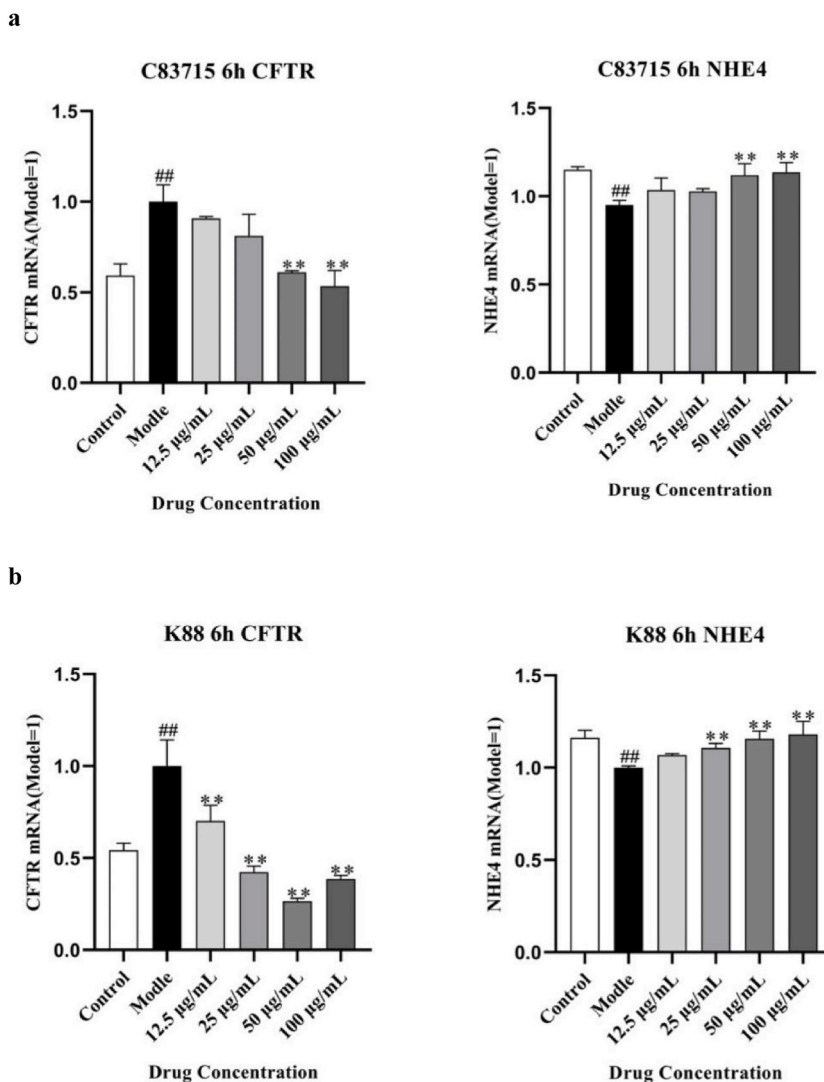 a
C83715 6h CFTR
CFTR mRNA(Model=1)
1.5
1.0
0.5
0.0
##
**
**
Control
Modle
12.5 μg/mL
25 μg/mL
50 μg/mL
100 μg/mL
Drug Concentration
C83715 6h NHE4
NHE4 mRNA(Model=1)
1.5
1.0
0.5
0.0
##
**
**
Control
Modle
12.5 μg/mL
25 μg/mL
50 μg/mL
100 μg/mL
Drug Concentration
b
K88 6h CFTR
CFTR mRNA(Model=1)
1.5
1.0
0.5
0.0
##
**
**
**
**
Control
Modle
12.5 μg/mL
25 μg/mL
50 μg/mL
100 μg/mL
Drug Concentration
K88 6h NHE4
NHE4 mRNA(Model=1)
1.5
1.0
0.5
0.0
##
**
**
**
Control
Modle
12.5 μg/mL
25 μg/mL
50 μg/mL
100 μg/mL
Drug Concentration